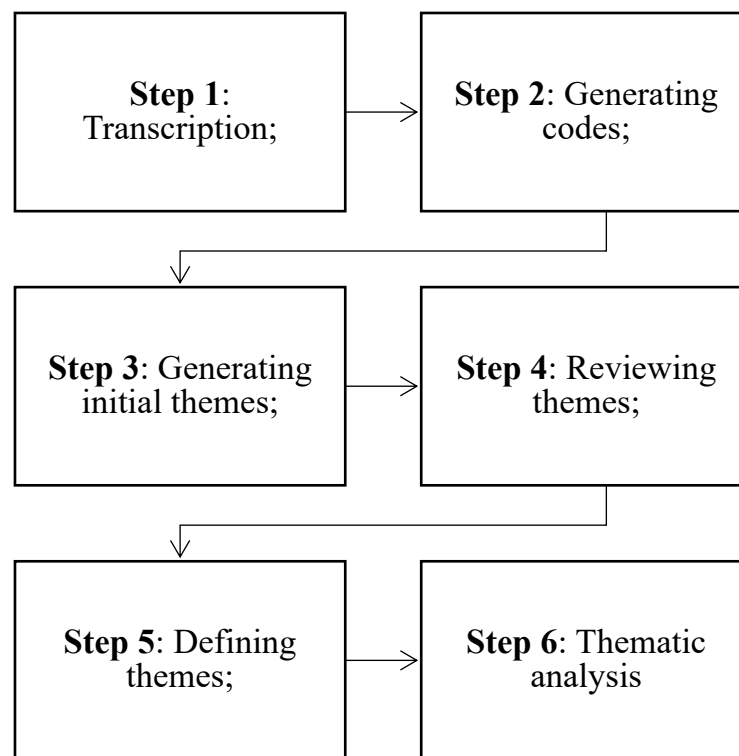 Step 1:
Transcription;
Step 2: Generating
codes;
Step 3: Generating
initial themes;
Step 4: Reviewing
themes;
Step 5: Defining
themes;
Step 6: Thematic
analysis